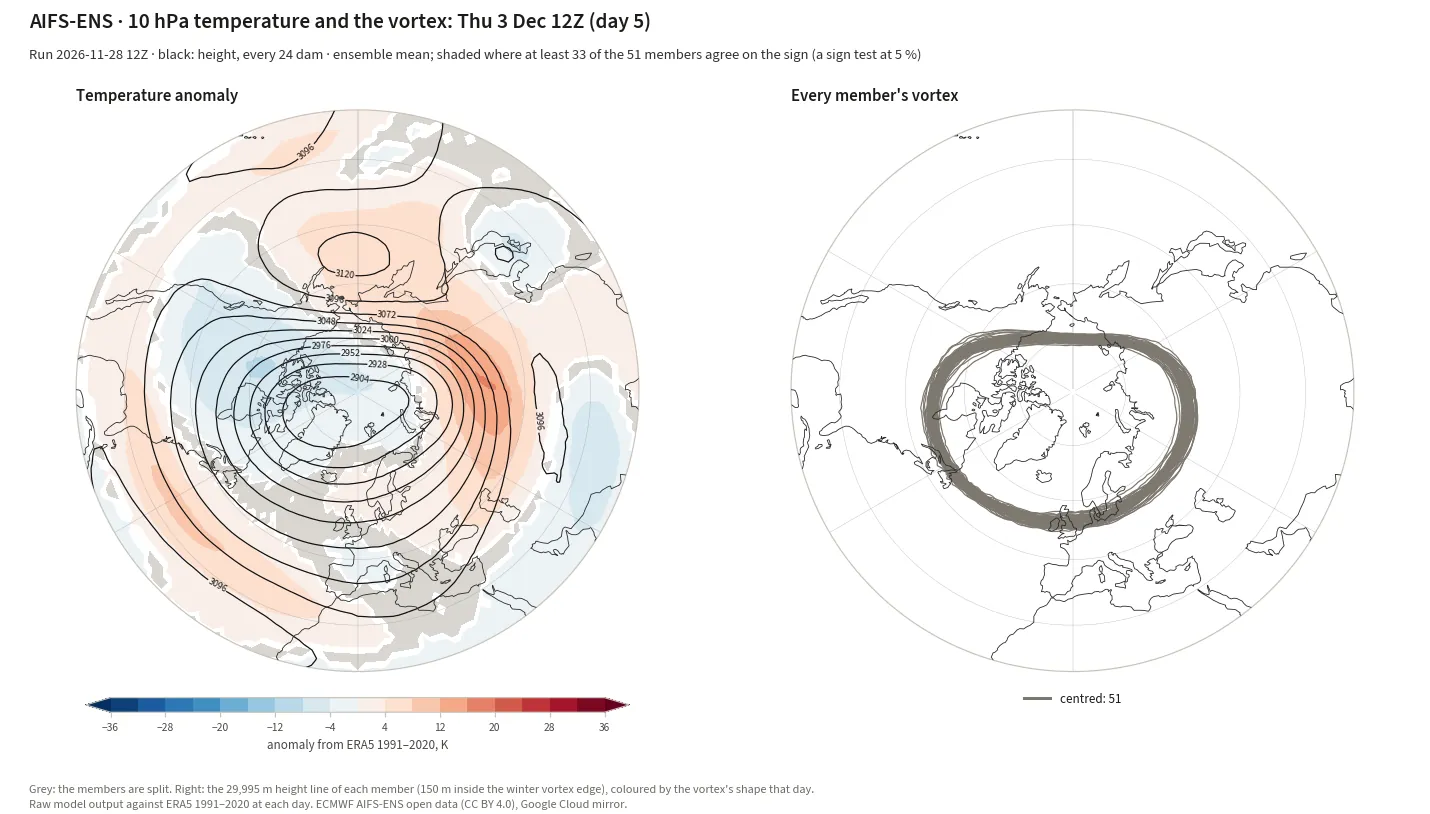 AIFS-ENS · 10 hPa temperature and the vortex: Thu 3 Dec 12Z (day 5)
Run 2026-11-28 12Z · black: height, every 24 dam · ensemble mean; shaded where at least 33 of the 51 members agree on the sign (a sign test at 5 %)
Temperature anomaly
Every member's vortex
3096
3120
3096
3072
3048
3024
3000
2976
2952
2928
2904
3096
3096
−36 −28 −20 −12 −4 4 12 20 28 36
anomaly from ERA5 1991–2020, K
centred: 51
Grey: the members are split. Right: the 29,995 m height line of each member (150 m inside the winter vortex edge), coloured by the vortex's shape that day.
Raw model output against ERA5 1991–2020 at each day. ECMWF AIFS-ENS open data (CC BY 4.0), Google Cloud mirror.